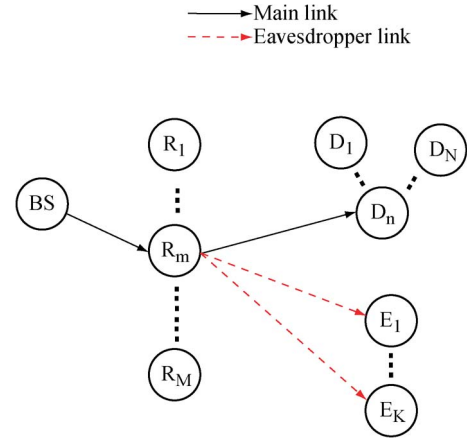 Main link
Eavesdropper link
R1
D1
DN
BS
Dn
Rm
E1
RM
EK